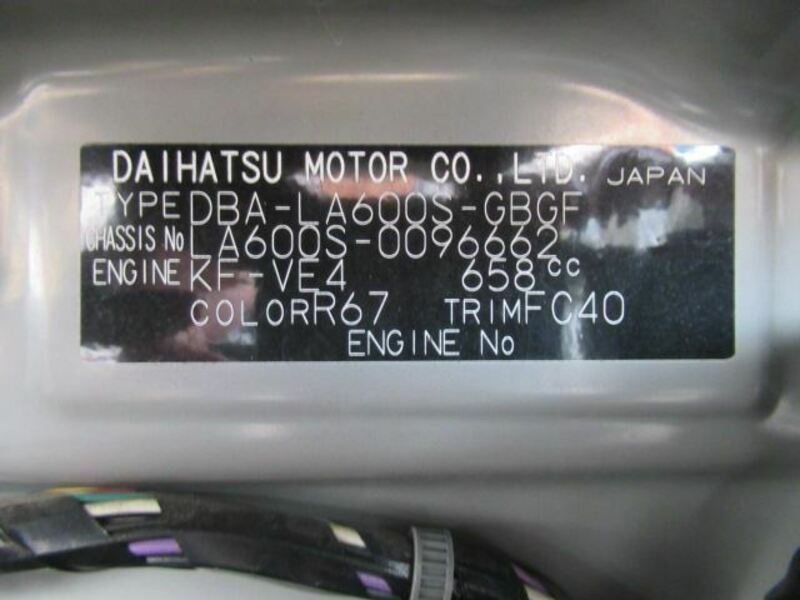 DAIHATSU MOTOR CO.,LTD. JAPAN
TYPE DBA-LA600S-GBGF
CHASSIS No LA600S-0096662
ENGINE KF-VE4 658cc
COLOR R67 TRIM FC40
ENGINE No